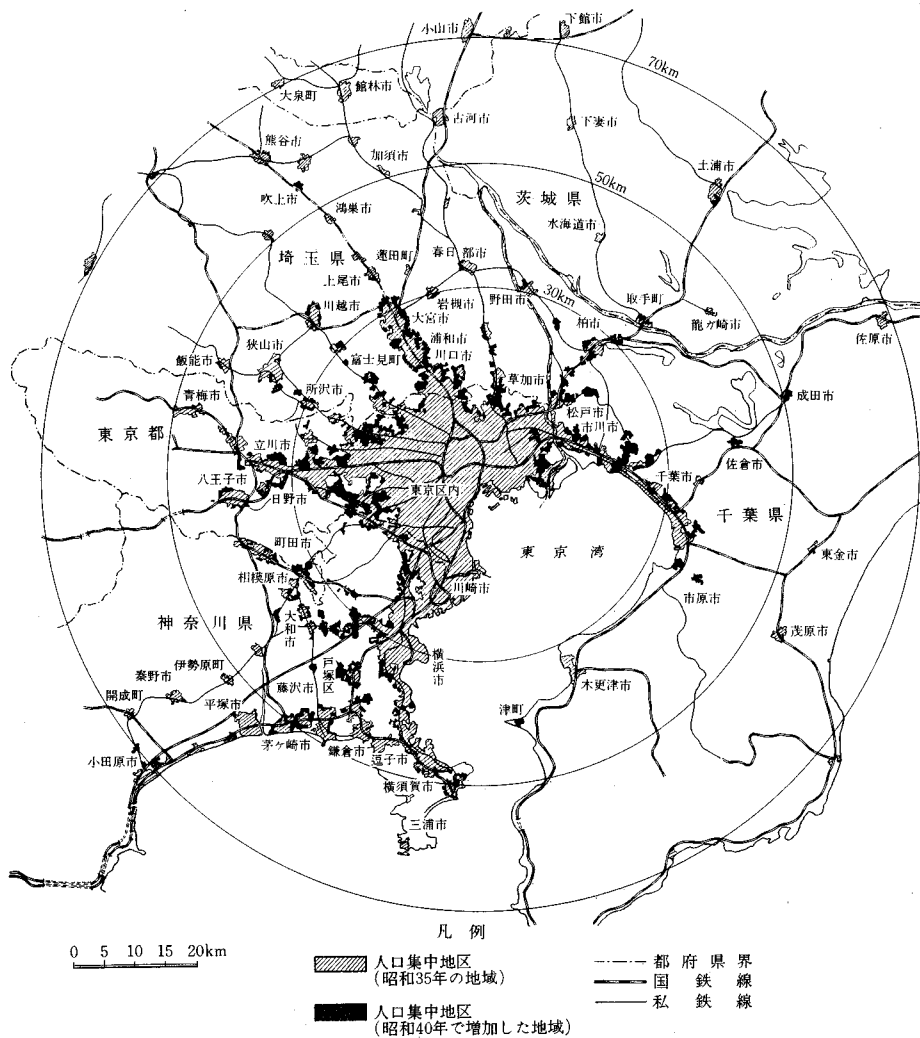 小山市
下館市
70km
大泉町
館林市
古河市
下妻市
熊谷市
加須市
土浦市
50km
茨城県
吹上市
鴻巣市
水海道市
埼玉県
蓮田町
春日部市
上尾市
30km
野田市
取手町
川越市
岩槻市
大宮市
柏市
龍ガ崎市
佐原市
浦和市
狭山市
富士見町
川口市
飯能市
草加市
所沢市
成田市
青梅市
松戸市
東京都
市川市
立川市
佐倉市
八王子市
東京区内
千葉市
日野市
千葉県
町田市
東京湾
東金市
相模原市
川崎市
市原市
神奈川県
大和市
茂原市
横浜市
伊勢原町
戸塚区
秦野市
藤沢市
木更津市
開成町
平塚市
津町
茅ヶ崎市
鎌倉市
小田原市
逗子市
横須賀市
三浦市
凡例
0 5 10 15 20km
人口集中地区
(昭和35年の地域)
人口集中地区
(昭和40年で増加した地域)
都府県界
国鉄線
私鉄線